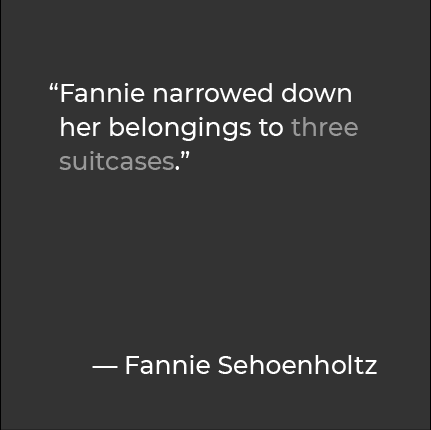 “Fannie narrowed down
her belongings to three
suitcases.”
— Fannie Sehoenholtz